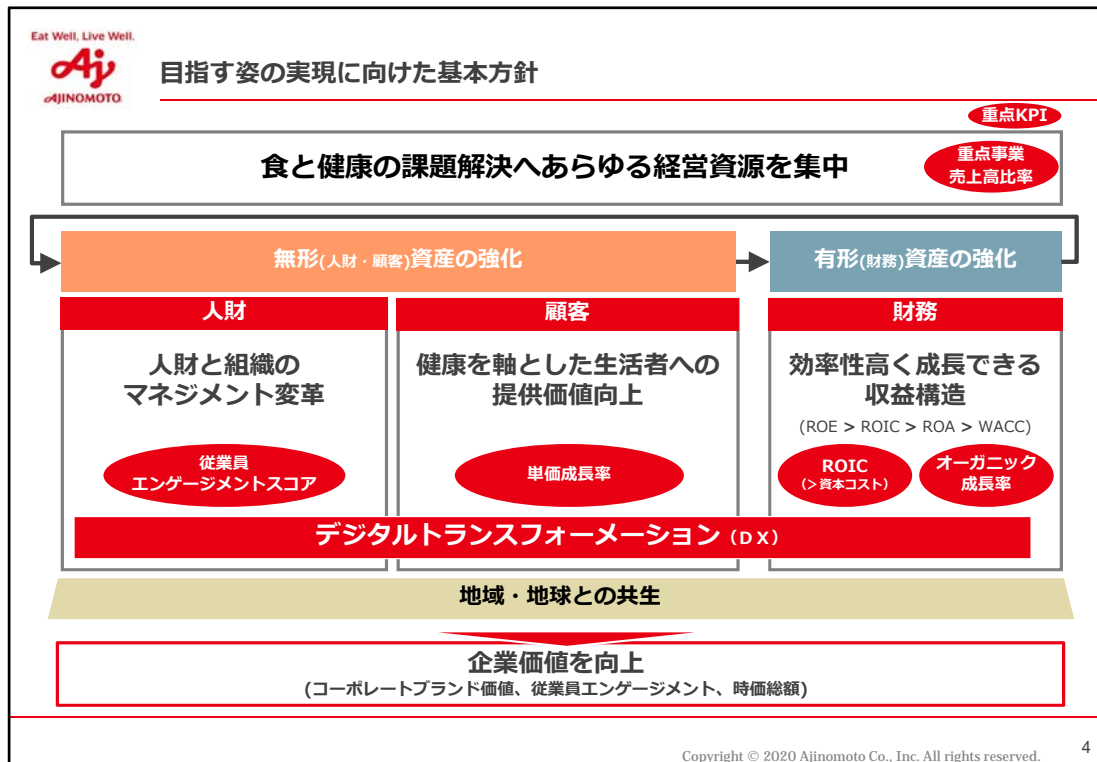 Eat Well, Live Well.
Aj
AJINOMOTO
目指す姿の実現に向けた基本方針
重点KPI
食と健康の課題解決へあらゆる経営資源を集中
重点事業
売上高比率
無形(人財・顧客)資産の強化
有形(財務)資産の強化
人財
人財と組織の
マネジメント変革
従業員
エンゲージメントスコア
顧客
健康を軸とした生活者への
提供価値向上
単価成長率
財務
効率性高く成長できる
収益構造
(ROE > ROIC > ROA > WACC)
ROIC
(>資本コスト)
オーガニック
成長率
デジタルトランスフォーメーション(DX)
地域・地球との共生
企業価値を向上
(コーポレートブランド価値、従業員エンゲージメント、時価総額)
Copyright © 2020 Ajinomoto Co., Inc. All rights reserved.
4